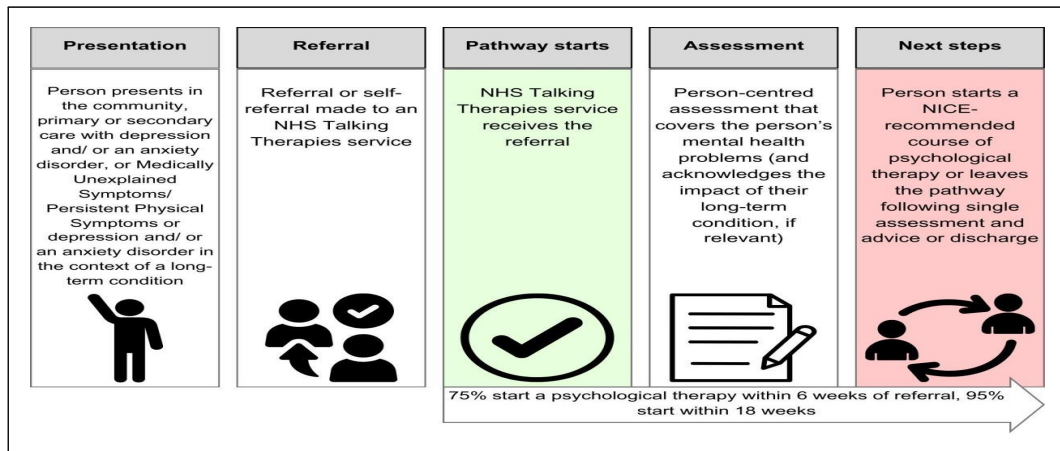 Presentation
Person presents in
the community,
primary or secondary
care with depression
and/ or an anxiety
disorder, or Medically
Unexplained
Symptoms/
Persistent Physical
Symptoms or
depression and/ or
an anxiety disorder in
the context of a long-
term condition
Referral
Referral or self-
referral made to an
NHS Talking
Therapies service
Pathway starts
NHS Talking
Therapies service
receives the
referral
Assessment
Person-centred
assessment that
covers the person's
mental health
problems (and
acknowledges the
impact of their
long-term
condition, if
relevant)
Next steps
Person starts a
NICE-
recommended
course of
psychological
therapy or leaves
the pathway
following single
assessment and
advice or discharge
75% start a psychological therapy within 6 weeks of referral, 95%
start within 18 weeks